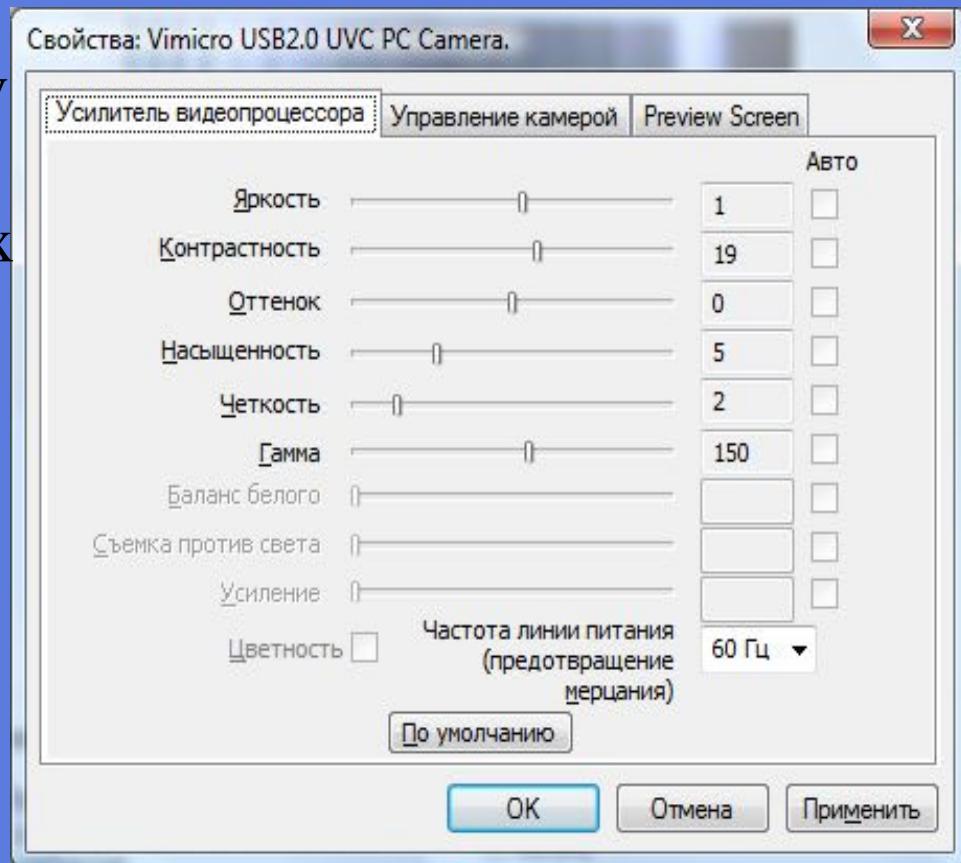 Свойства: Vimicro USB2.0 UVC PC Camera.
Усилитель видеопроцессора Управление камерой Preview Screen
Авто
Яркость 1
Контрастность 19
Оттенок 0
Насыщенность 5
Четкость 2
Гамма 150
Баланс белого
Съемка против света
Усиление
Цветность
Частота линии питания
(предотвращение
мерцания)
60 Гц
По умолчанию
OK Отмена Применить